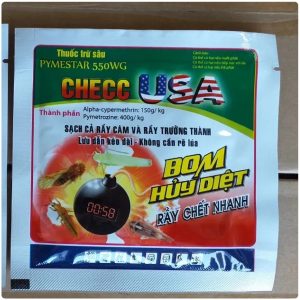 Thuốc trừ sâu
PYMESTAR 550WG
CHECC USA
Thành phần
Alpha-cypermethrin: 150g/ kg
Pymetrozine: 400g/ kg
SẠCH CẢ RẦY CÁM VÀ RẦY TRƯỞNG THÀNH
Lưu dẫn kéo dài - Không cần rẽ lúa
BOM
HỦY DIỆT
RẦY CHẾT NHANH
00:58